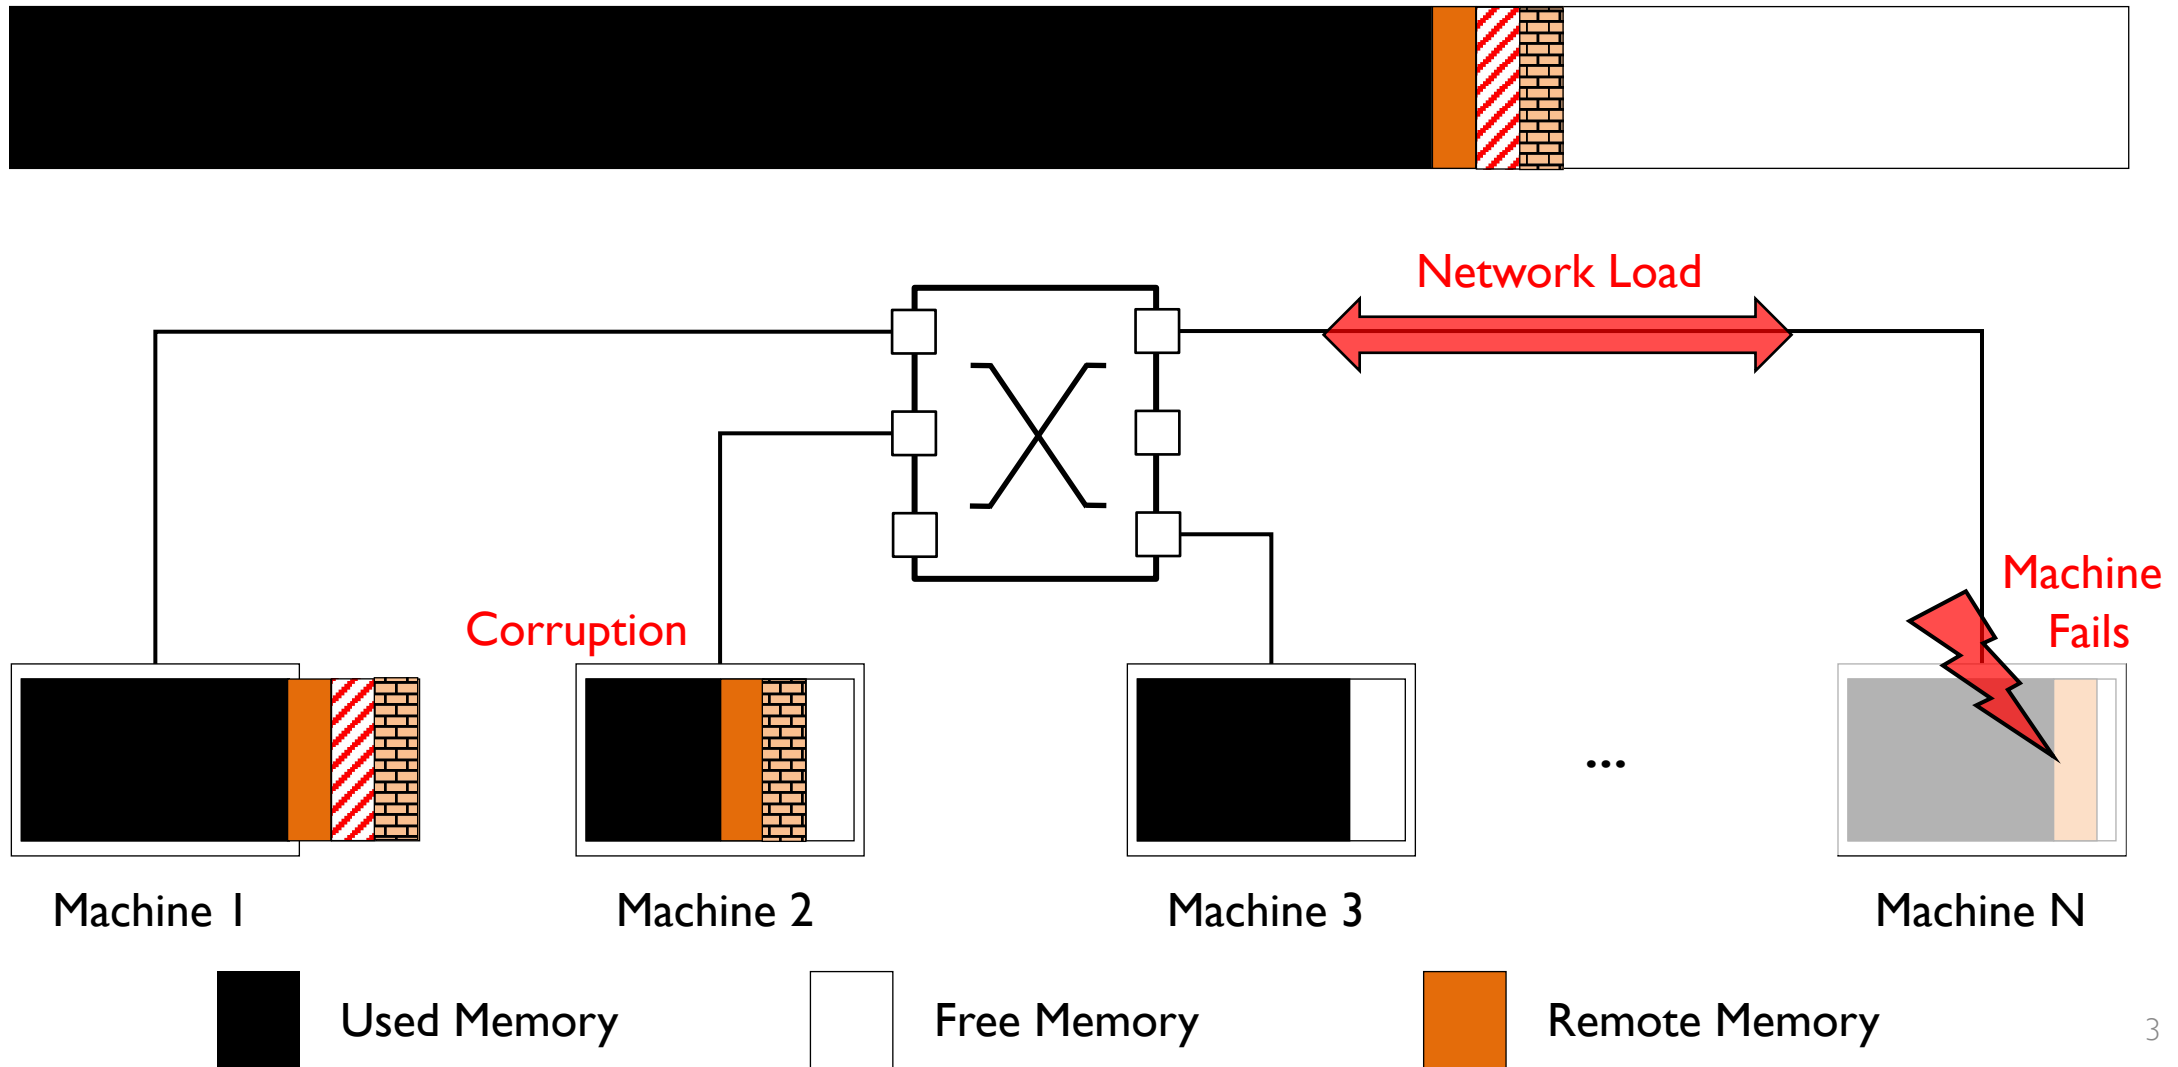 Network Load
Machine
Fails
Corruption
...
Machine 1
Machine 2
Machine 3
Machine N
Used Memory
Free Memory
Remote Memory
3